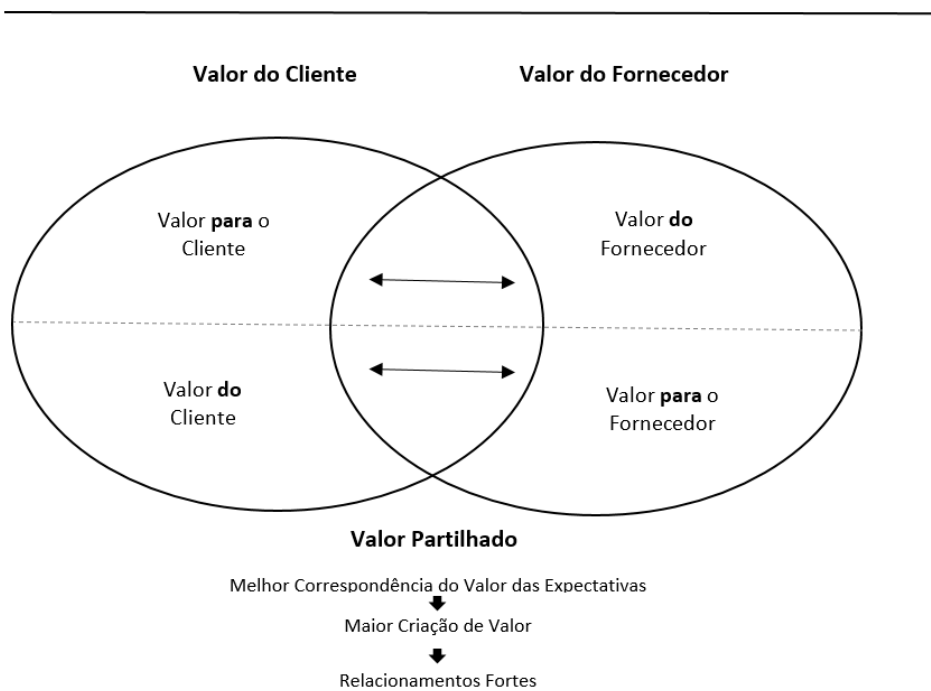 Valor do Cliente
Valor do Fornecedor
Valor para o
Cliente
Valor do
Fornecedor
Valor do
Cliente
Valor para o
Fornecedor
Valor Partilhado
Melhor Correspondência do Valor das Expectativas
Maior Criação de Valor
Relacionamentos Fortes